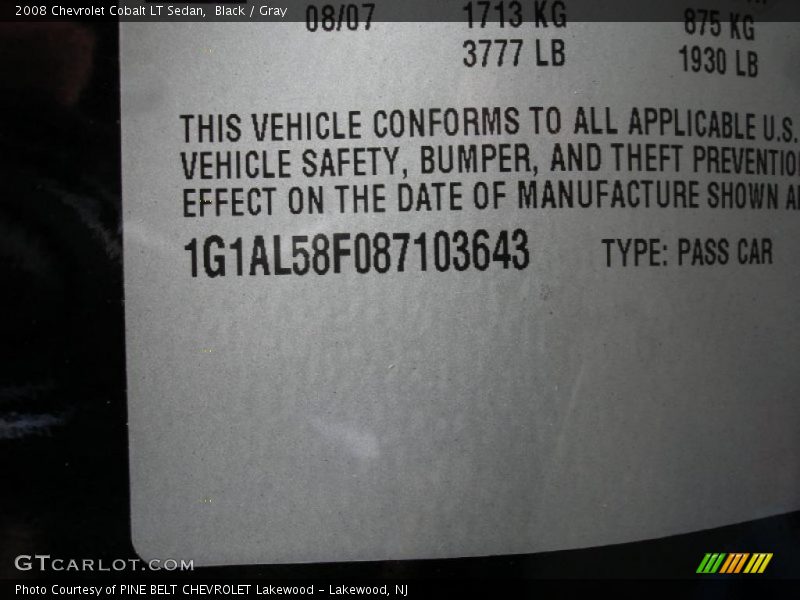 2008 Chevrolet Cobalt LT Sedan, Black / Gray
08/07 1713 KG 875 KG
3777 LB 1930 LB
THIS VEHICLE CONFORMS TO ALL APPLICABLE U.S.
VEHICLE SAFETY, BUMPER, AND THEFT PREVENTIO
EFFECT ON THE DATE OF MANUFACTURE SHOWN A
1G1AL58F087103643 TYPE: PASS CAR
GTCARLOT.COM
Photo Courtesy of PINE BELT CHEVROLET Lakewood - Lakewood, NJ